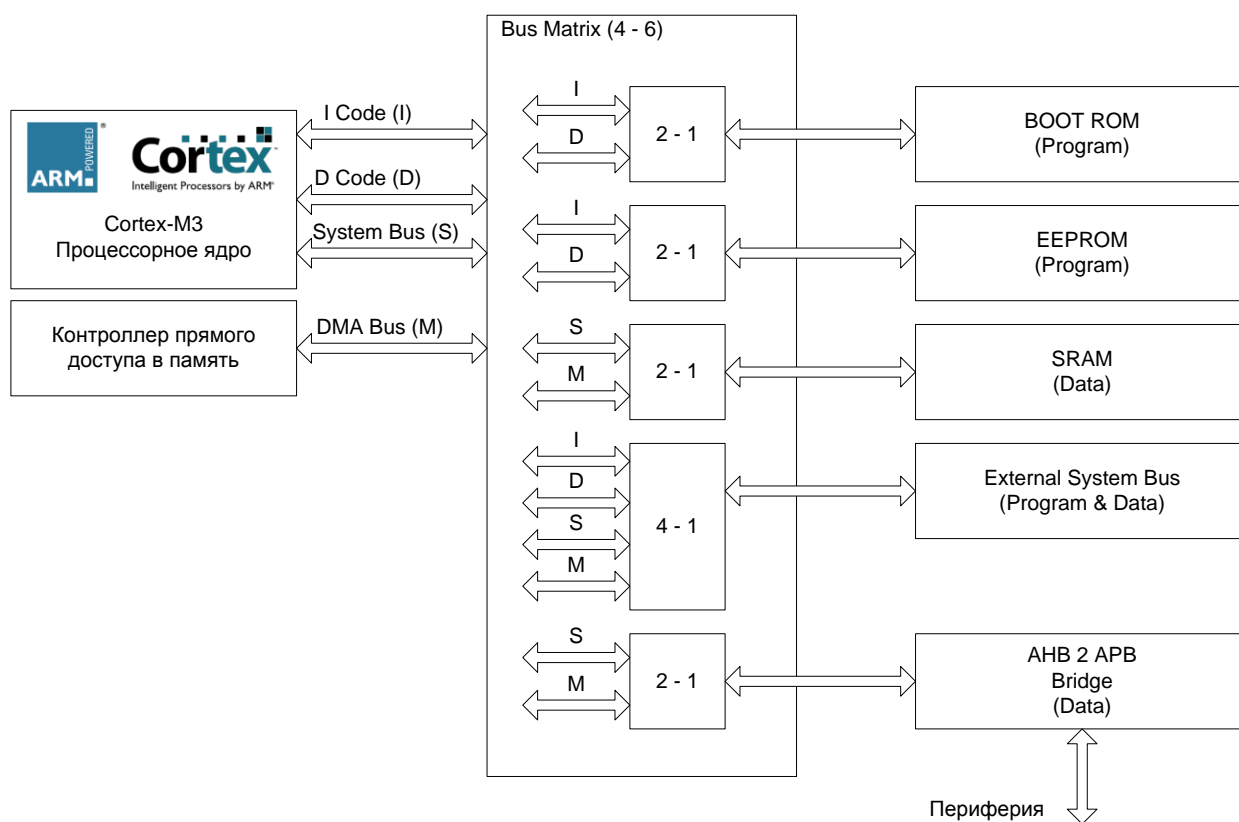 Bus Matrix (4 - 6)
I Code (I)
D Code (D)
System Bus (S)
DMA Bus (M)
ARM
POWERED
®
Cortex
™
Intelligent Processors by ARM®
Cortex-M3
Процессорное ядро
Контроллер прямого
доступа в память
I
D
2 - 1
I
D
2 - 1
S
M
2 - 1
I
D
S
M
4 - 1
S
M
2 - 1
BOOT ROM
(Program)
EEPROM
(Program)
SRAM
(Data)
External System Bus
(Program & Data)
AHB 2 APB
Bridge
(Data)
Периферия